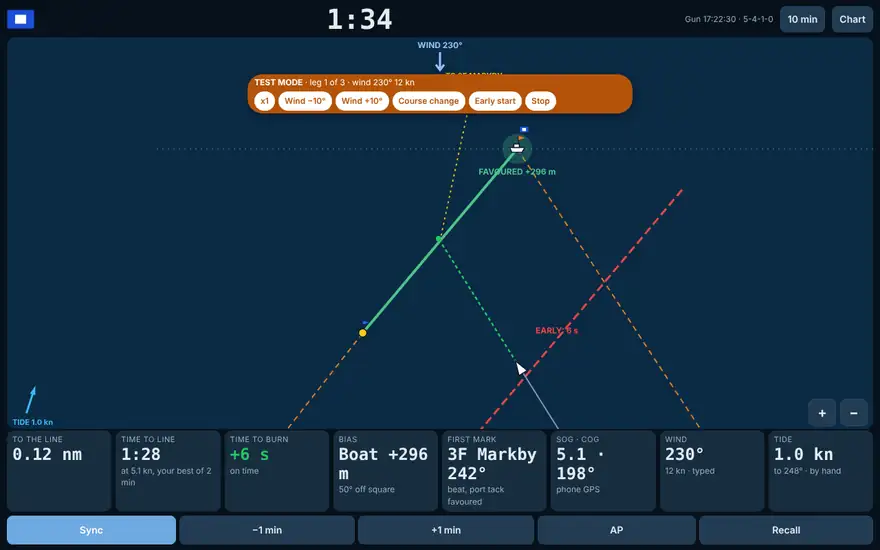 1:34
Gun 17:22:30 · 5-4-1-0
10 min
Chart
WIND 230°
TEST MODE · leg 1 of 3 · wind 230° 12 kn
x1
Wind −10°
Wind +10°
Course change
Early start
Stop
FAVOURED +296 m
EARLY: 6 s
TIDE 1.0 kn
+
−
TO THE LINE
0.12 nm
TIME TO LINE
1:28
at 5.1 kn, your best of 2
min
TIME TO BURN
+6 s
on time
BIAS
Boat +296
m
50° off square
FIRST MARK
3F Markby
242°
beat, port tack
favoured
SOG · COG
5.1 ·
198°
phone GPS
WIND
230°
12 kn · typed
TIDE
1.0 kn
to 248° · by hand
Sync
−1 min
+1 min
AP
Recall